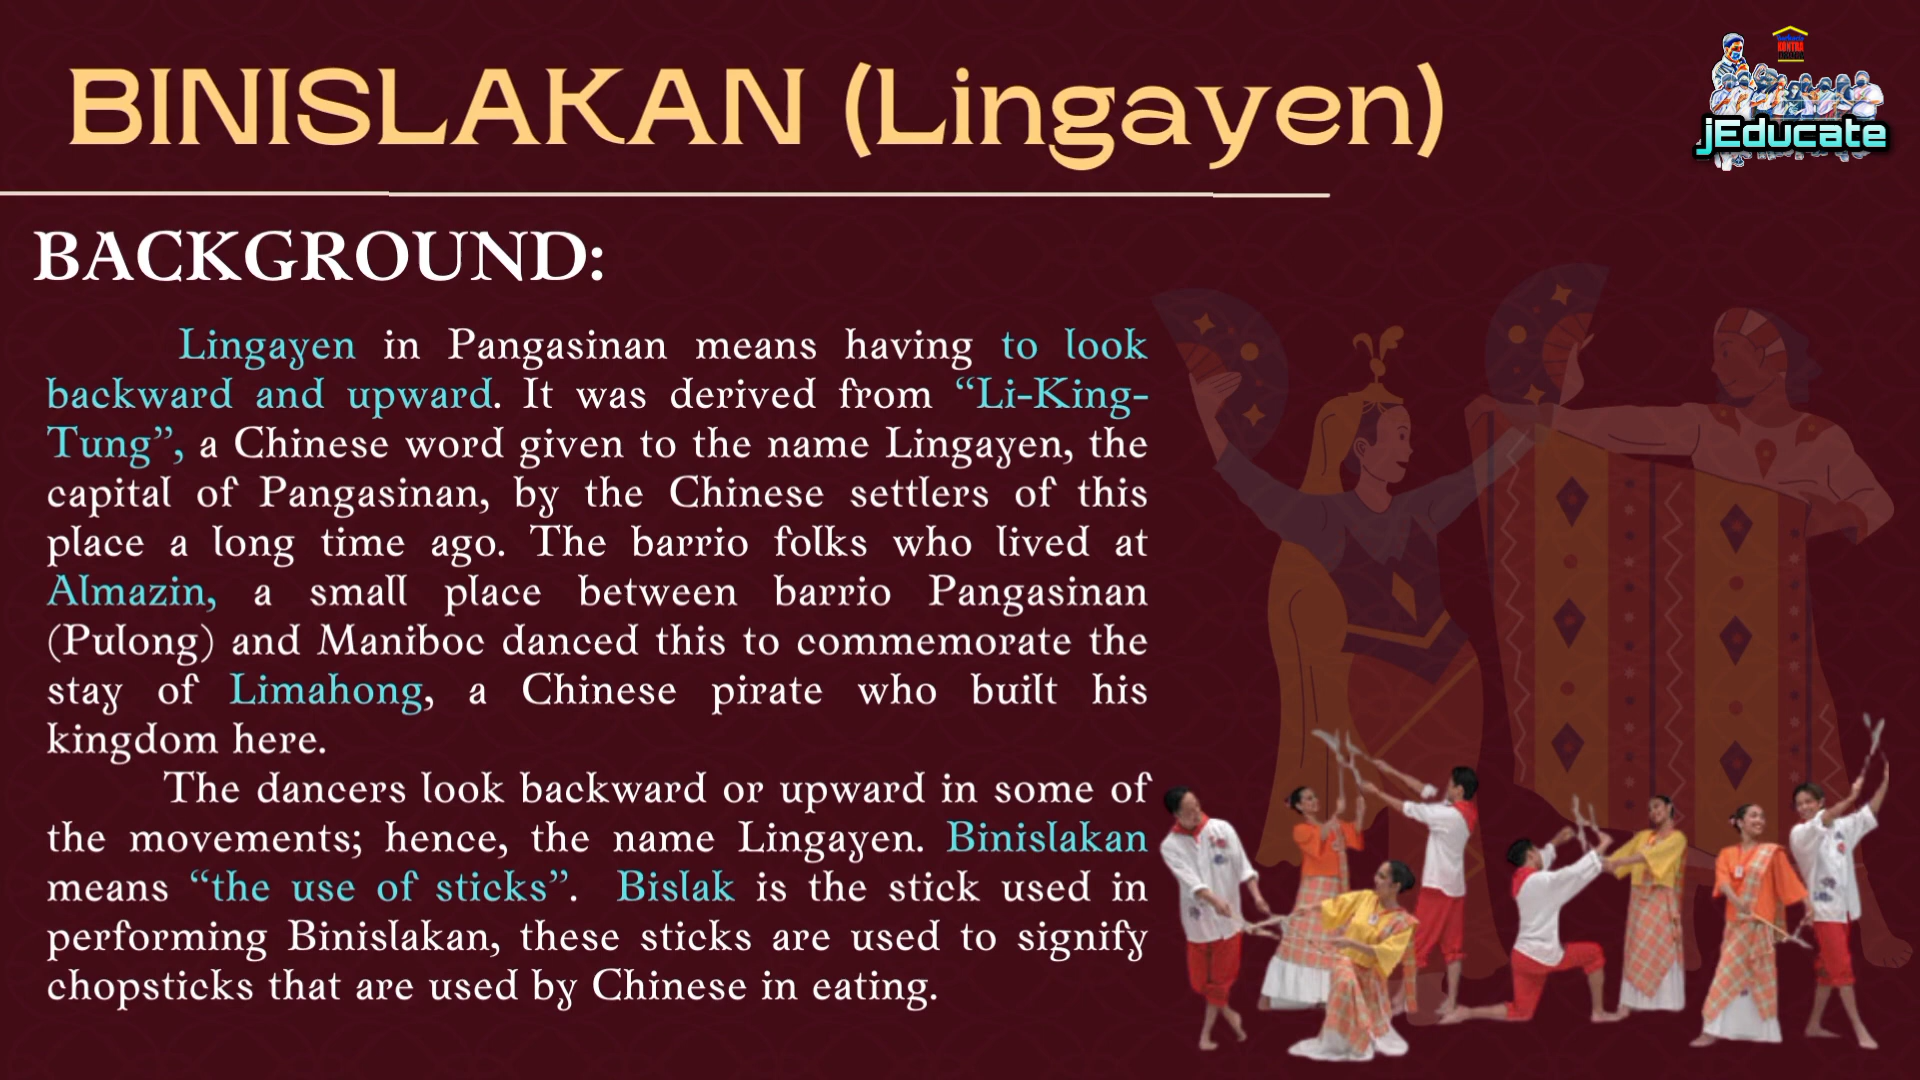 BINISLAKAN (Lingayen)
jEducate
BACKGROUND:
Lingayen in Pangasinan means having to look
backward and upward. It was derived from “Li-King-
Tung”, a Chinese word given to the name Lingayen, the
capital of Pangasinan, by the Chinese settlers of this
place a long time ago. The barrio folks who lived at
Almazin, a small place between barrio Pangasinan
(Pulong) and Maniboc danced this to commemorate the
stay of Limahong, a Chinese pirate who built his
kingdom here.
The dancers look backward or upward in some of
the movements; hence, the name Lingayen. Binislakan
means “the use of sticks”. Bislak is the stick used in
performing Binislakan, these sticks are used to signify
chopsticks that are used by Chinese in eating.